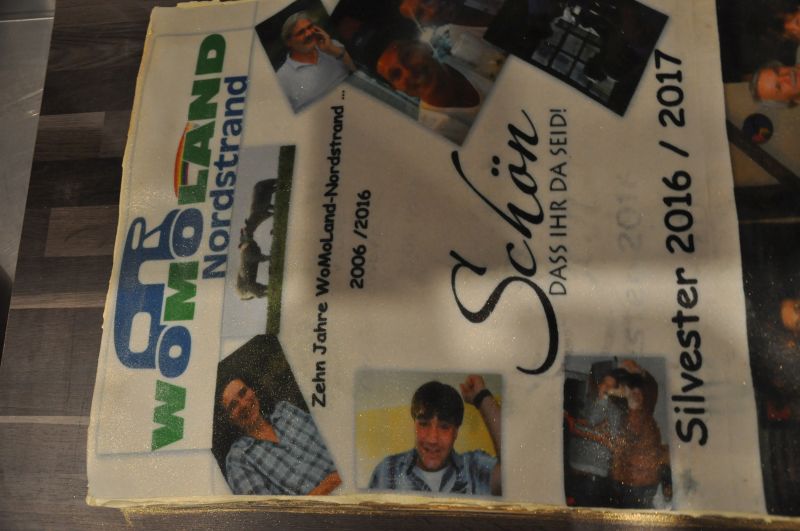 WOMOLAND
Nordstrand
Zehn Jahre WoMoLand-Nordstrand ...
2006 /2016
Schön
DASS IHR DA SEID!
Silvester 2016 / 2017